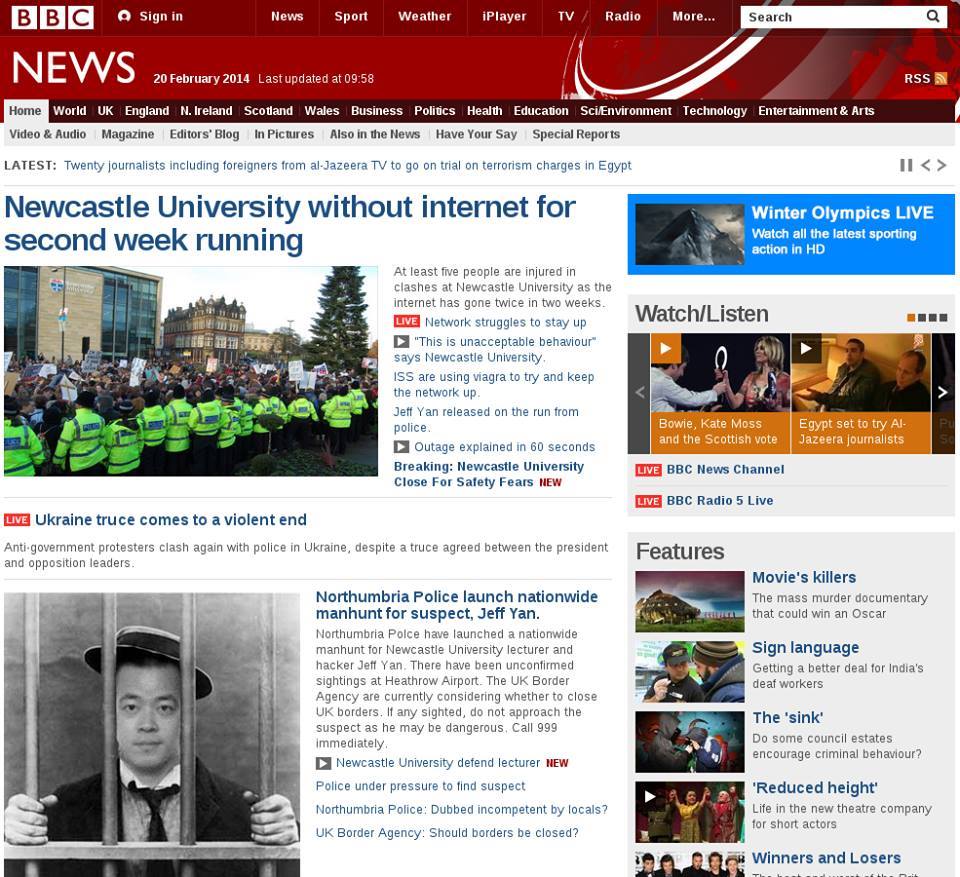 BBC
Sign in
News
Sport
Weather
iPlayer
TV
Radio
More...
Search
NEWS
20 February 2014 Last updated at 09:58
RSS
Home World UK England N. Ireland Scotland Wales Business Politics Health Education Sci/Environment Technology Entertainment & Arts
Video & Audio Magazine Editors' Blog In Pictures Also in the News Have Your Say Special Reports
LATEST: Twenty journalists including foreigners from al-Jazeera TV to go on trial on terrorism charges in Egypt
Newcastle University without internet for
second week running
At least five people are injured in
clashes at Newcastle University as the
internet has gone twice in two weeks.
LIVE Network struggles to stay up
"This is unacceptable behaviour"
says Newcastle University.
ISS are using viagra to try and keep
the network up.
Jeff Yan released on the run from
police.
Outage explained in 60 seconds
Breaking: Newcastle University
Close For Safety Fears NEW
LIVE Ukraine truce comes to a violent end
Anti-government protesters clash again with police in Ukraine, despite a truce agreed between the president
and opposition leaders.
Northumbria Police launch nationwide
manhunt for suspect, Jeff Yan.
Northumbria Polce have launched a nationwide
manhunt for Newcastle University lecturer and
hacker Jeff Yan. There have been unconfirmed
sightings at Heathrow Airport. The UK Border
Agency are currently considering whether to close
UK borders. If any sighted, do not approach the
suspect as he may be dangerous. Call 999
immediately.
Newcastle University defend lecturer NEW
Police under pressure to find suspect
Northumbria Police: Dubbed incompetent by locals?
UK Border Agency: Should borders be closed?
Winter Olympics LIVE
Watch all the latest sporting
action in HD
Watch/Listen
Bowie, Kate Moss
and the Scottish vote
Egypt set to try Al-
Jazeera journalists
Pu
So
LIVE BBC News Channel
LIVE BBC Radio 5 Live
Features
Movie's killers
The mass murder documentary
that could win an Oscar
Sign language
Getting a better deal for India's
deaf workers
The 'sink'
Do some council estates
encourage criminal behaviour?
'Reduced height'
Life in the new theatre company
for short actors
Winners and Losers